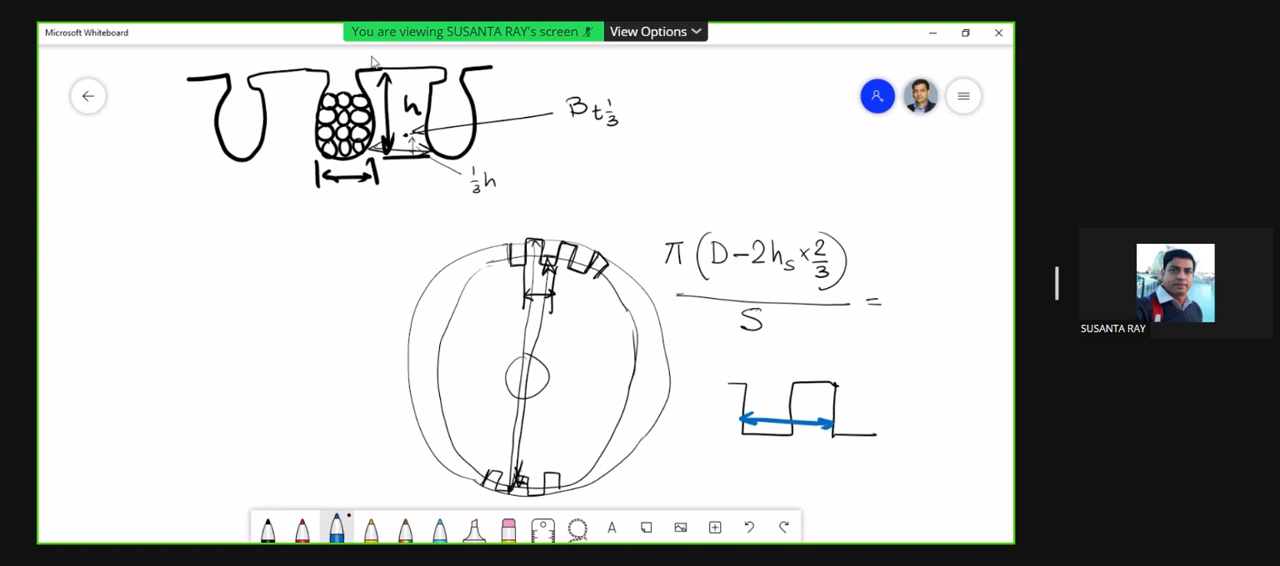 Microsoft Whiteboard
You are viewing SUSANTA RAY's screen
View Options
h
Bt⅓
⅓h
π(D-2hₛ×⅔)
S
=
SUSANTA RAY
A